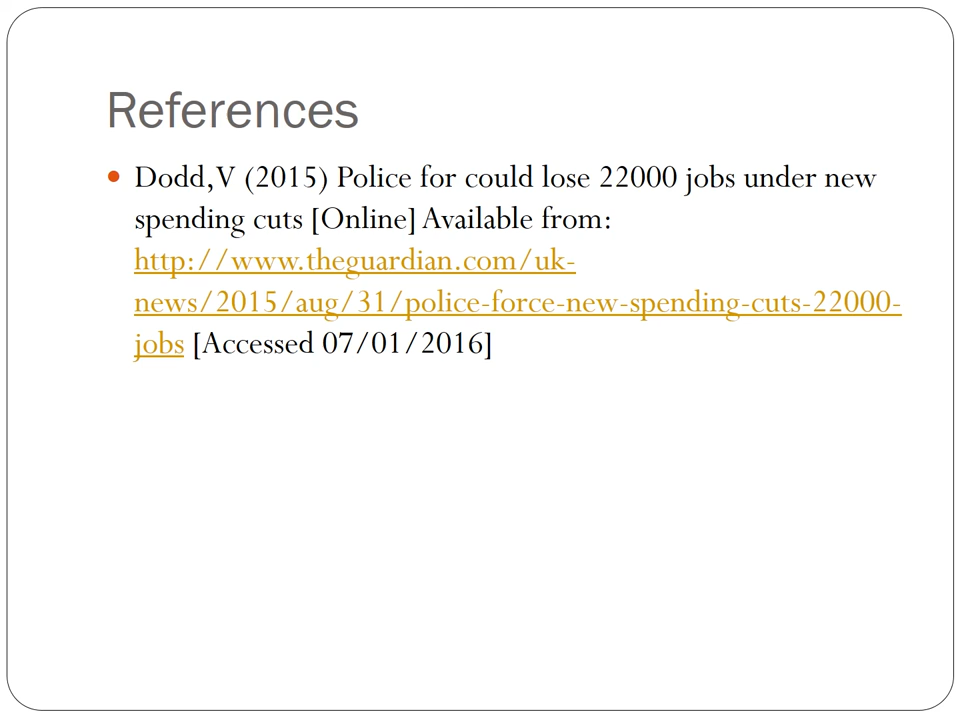 References
• Dodd,V (2015) Police for could lose 22000 jobs under new
spending cuts [Online] Available from:
http://www.theguardian.com/uk-
news/2015/aug/31/police-force-new-spending-cuts-22000-
jobs [Accessed 07/01/2016]